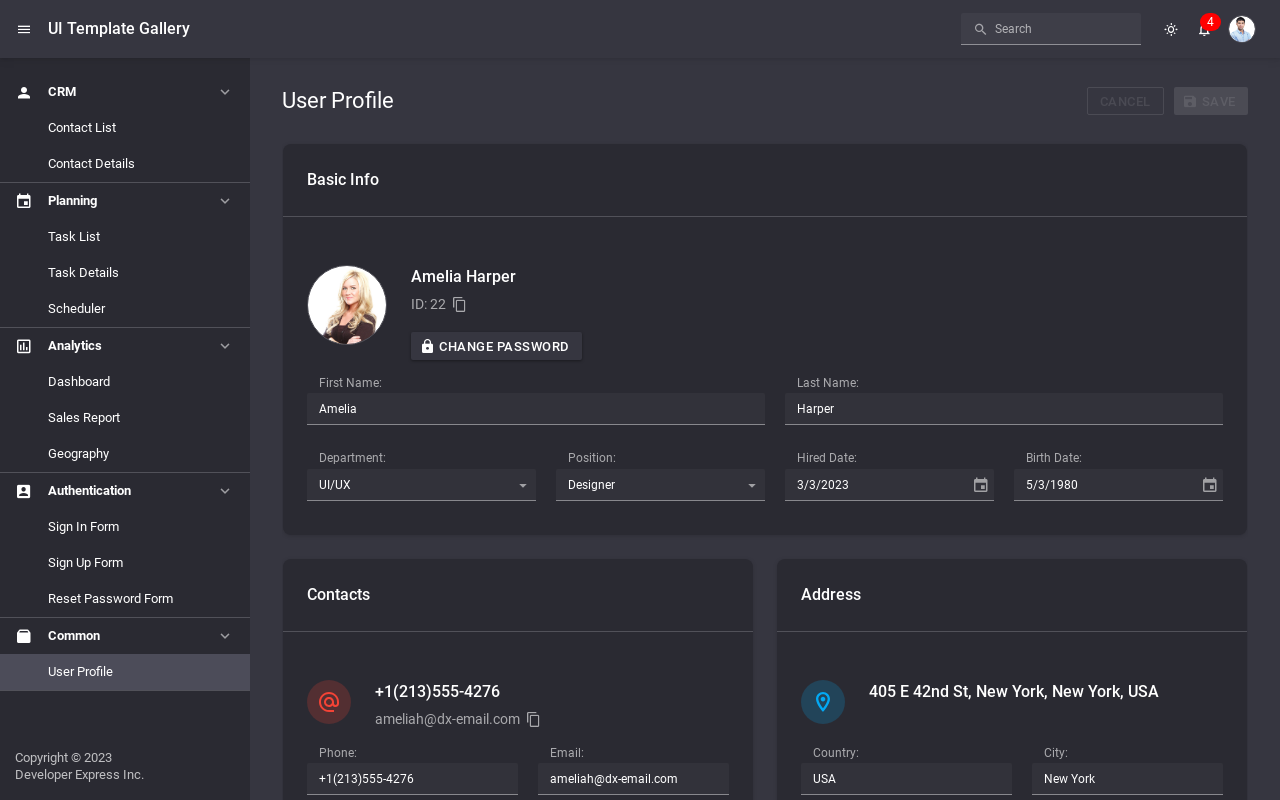 UI Template Gallery
Search
4
CRM
Contact List
Contact Details
Planning
Task List
Task Details
Scheduler
Analytics
Dashboard
Sales Report
Geography
Authentication
Sign In Form
Sign Up Form
Reset Password Form
Common
User Profile
Copyright © 2023
Developer Express Inc.
User Profile
CANCEL
SAVE
Basic Info
Amelia Harper
ID: 22
CHANGE PASSWORD
First Name:
Last Name:
Amelia
Harper
Department:
Position:
Hired Date:
Birth Date:
UI/UX
Designer
3/3/2023
5/3/1980
Contacts
+1(213)555-4276
ameliah@dx-email.com
Phone:
Email:
+1(213)555-4276
ameliah@dx-email.com
Address
405 E 42nd St, New York, New York, USA
Country:
City:
USA
New York